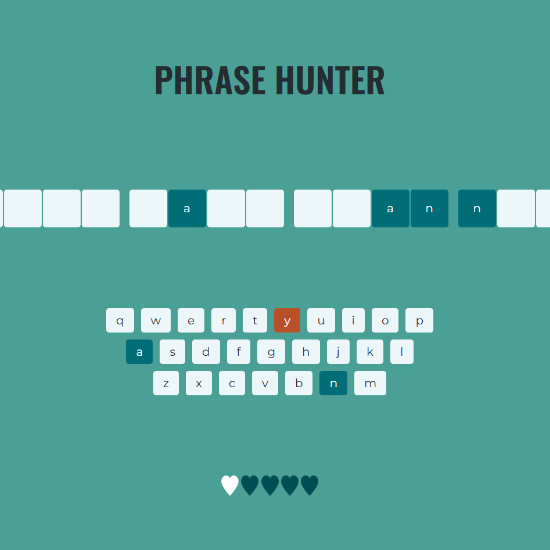 PHRASE HUNTER
a a n n
q w e r t y u i o p
a s d f g h j k l
z x c v b n m